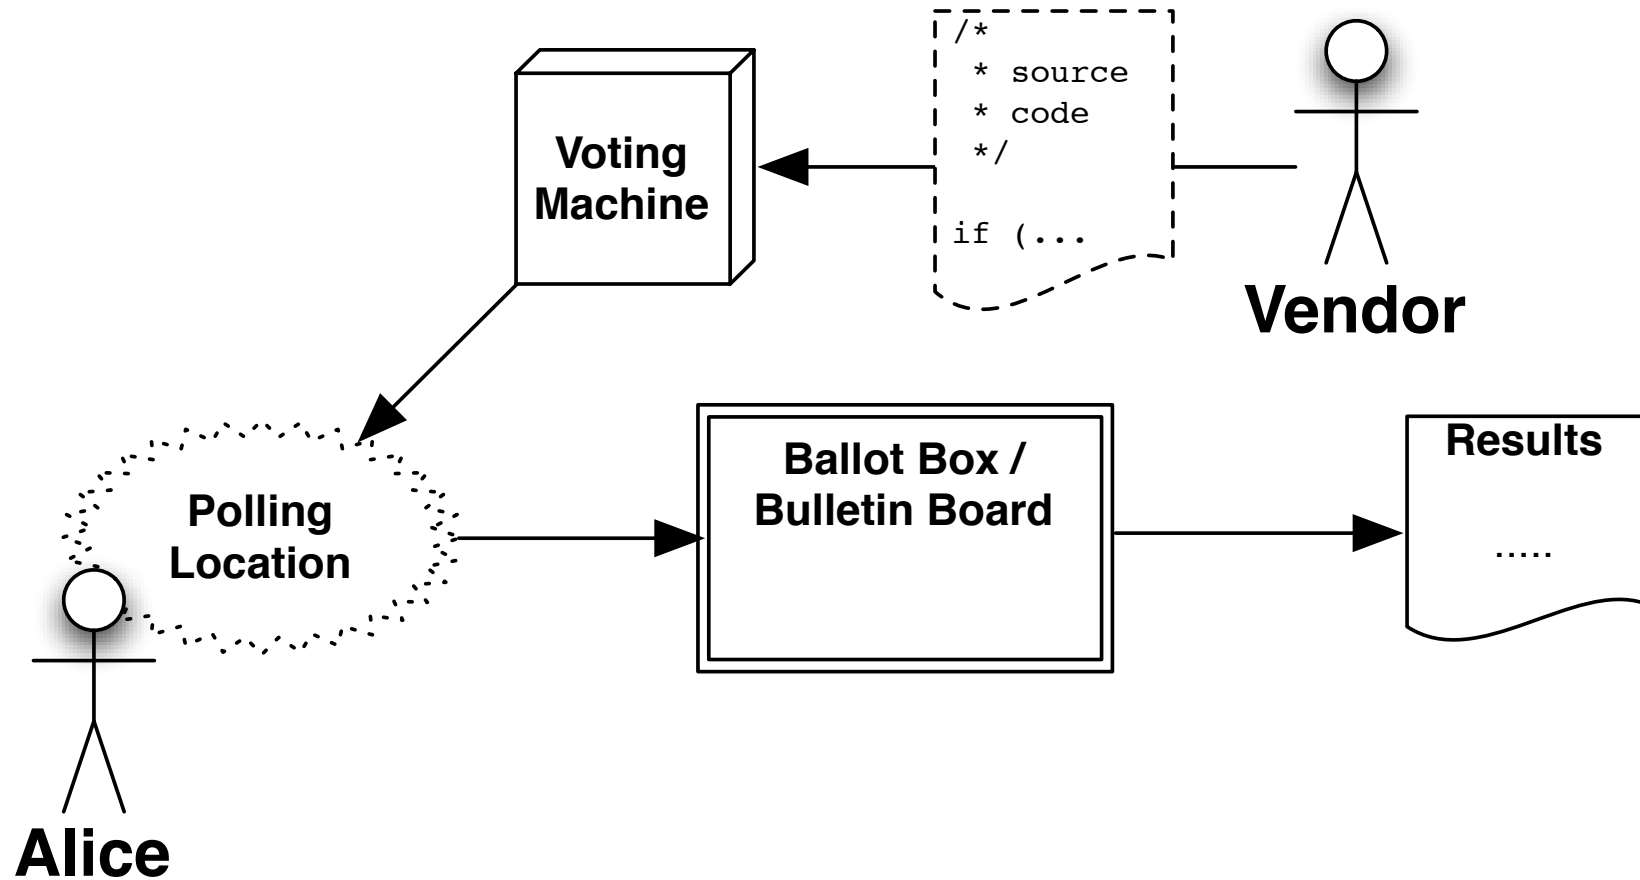 /*
 * source
 * code
 */
if (...
Voting
Machine
Vendor
Ballot Box /
Bulletin Board
Results
.....
Polling
Location
Alice